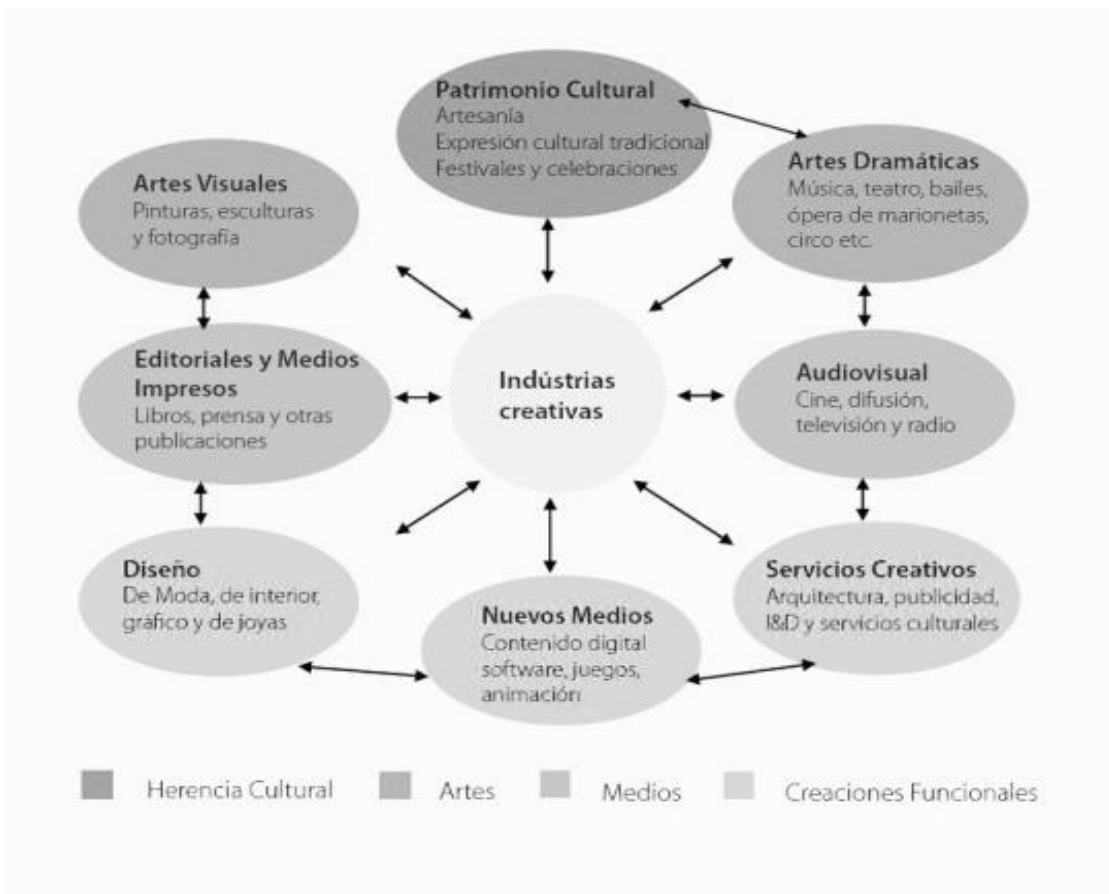 Patrimonio Cultural
Artesanía
Expresión cultural tradicional
Festivales y celebraciones
Artes Visuales
Pinturas, esculturas
y fotografía
Artes Dramáticas
Música, teatro, bailes,
ópera de marionetas,
circo etc.
Editoriales y Medios
Impresos
Libros, prensa y otras
publicaciones
Indústrias
creativas
Audiovisual
Cine, difusión,
televisión y radio
Diseño
De Moda, de interior,
gráfico y de joyas
Nuevos Medios
Contenido digital
software, juegos,
animación
Servicios Creativos
Arquitectura, publicidad,
I&D y servicios culturales
Herencia Cultural
Artes
Medios
Creaciones Funcionales